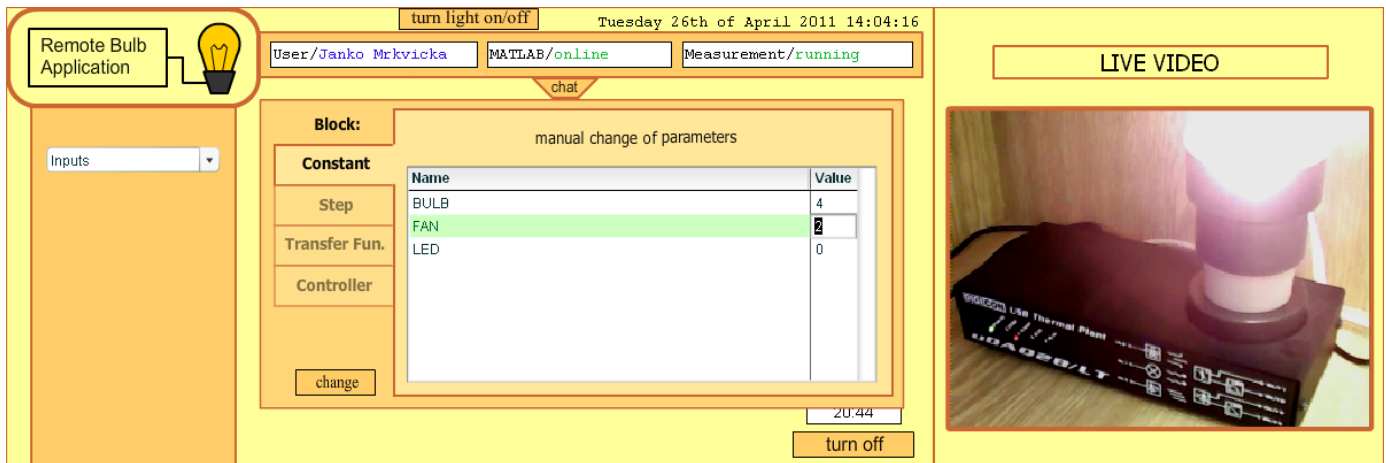 turn light on/off
Tuesday 26th of April 2011 14:04:16
Remote Bulb
Application
User/Janko Mrkvicka
MATLAB/online
Measurement/running
chat
LIVE VIDEO
Inputs
Block:
Constant
Step
Transfer Fun.
Controller
change
manual change of parameters
Name Value
BULB 4
FAN 2
LED 0
20:44
turn off
DIGICON USB Thermal Plant
uDAQ28/LT